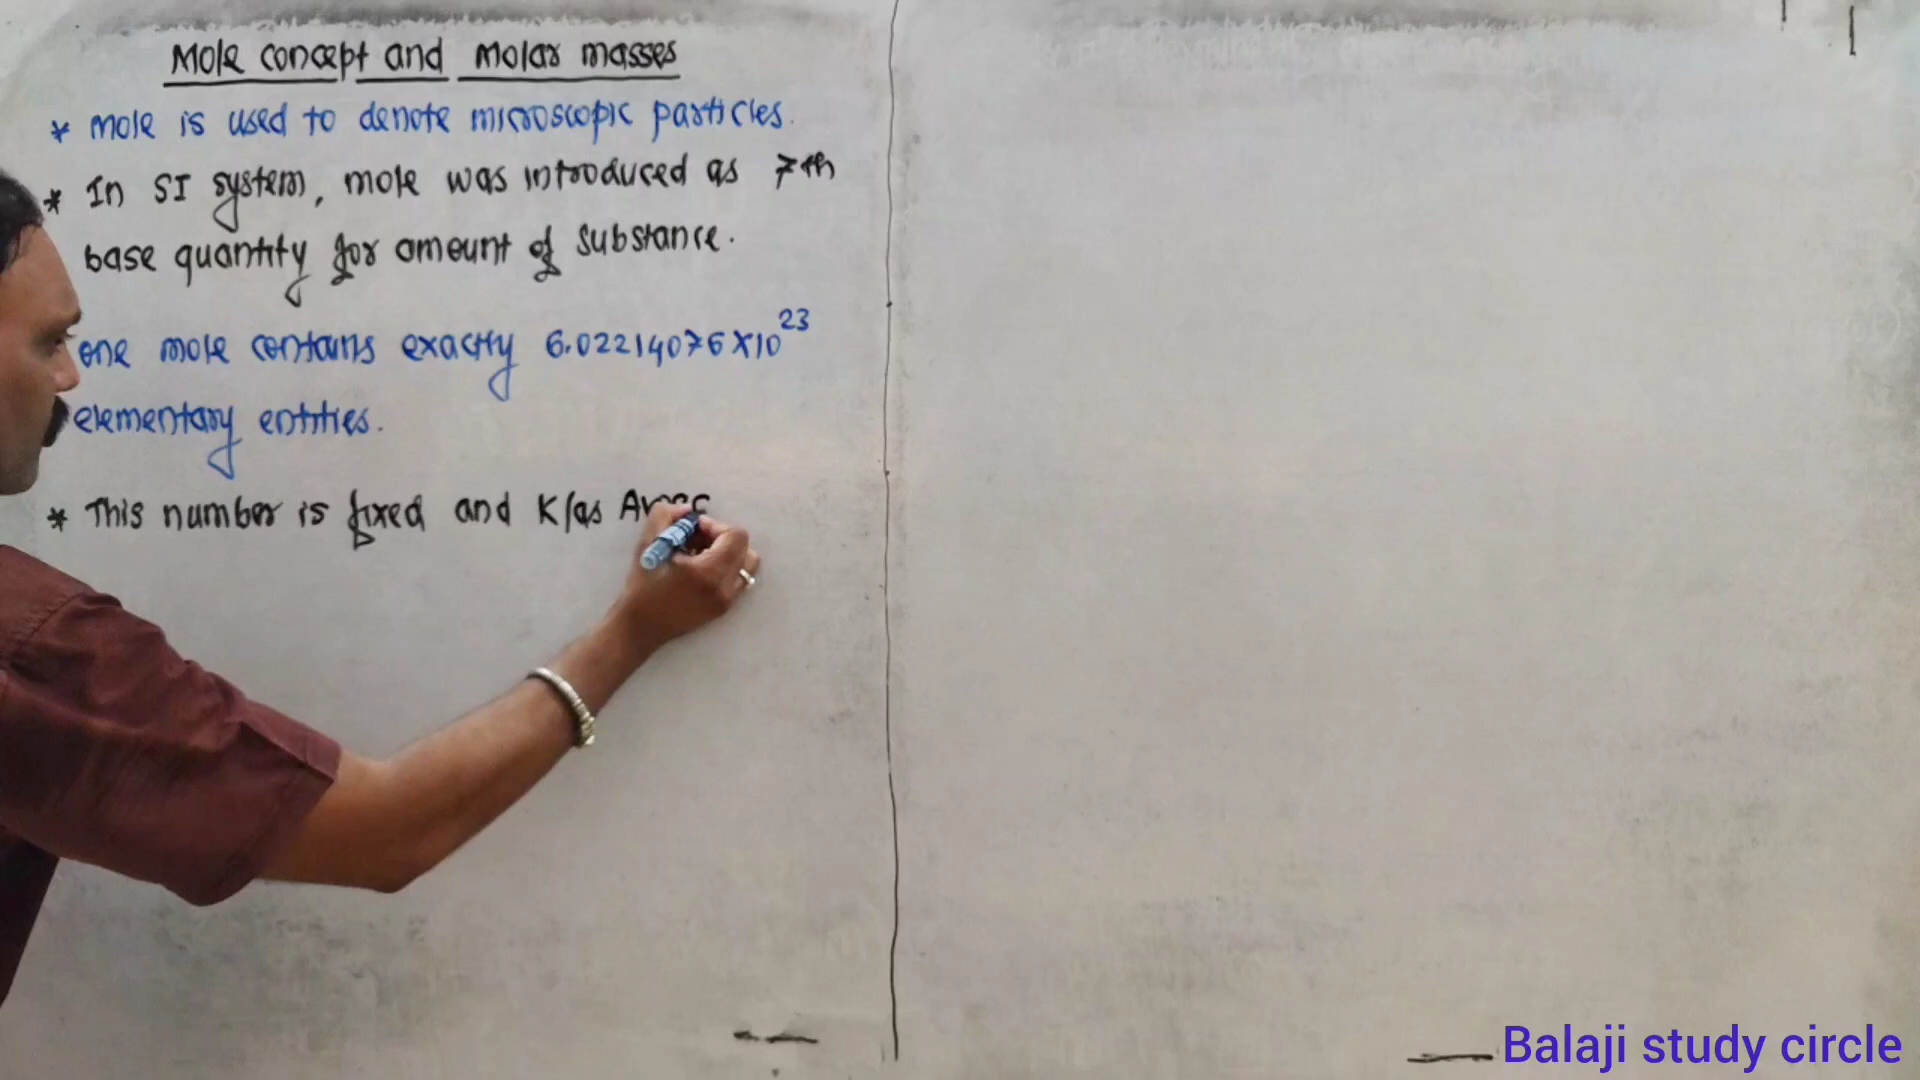 Mole concept and molar masses
* mole is used to denote microscopic particles.
* In SI system, mole was introduced as 7th
base quantity for amount of substance.
one mole contains exactly 6.02214076×10²³
elementary entities.
* This number is fixed and K/as
Balaji study circle